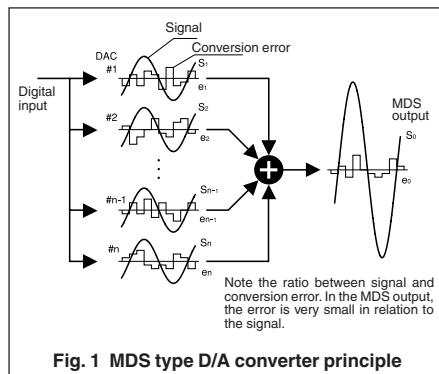 Signal
Conversion error
DAC
#1
S1
e1
Digital
input
#2
S2
e2
MDS
output
S0
e0
#n-1
Sn-1
en-1
#n
Sn
en
Note the ratio between signal and
conversion error. In the MDS output,
the error is very small in relation to
the signal.
Fig. 1 MDS type D/A converter principle